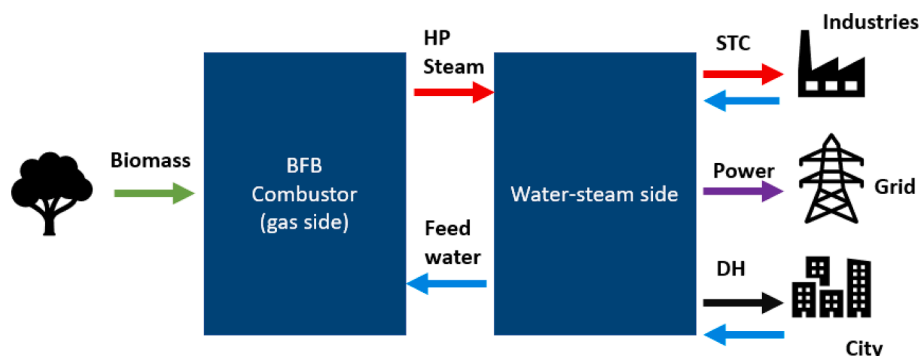 Biomass
BFB
Combustor
(gas side)
HP
Steam
Feed
water
Water-steam side
STC
Industries
Power
Grid
DH
City